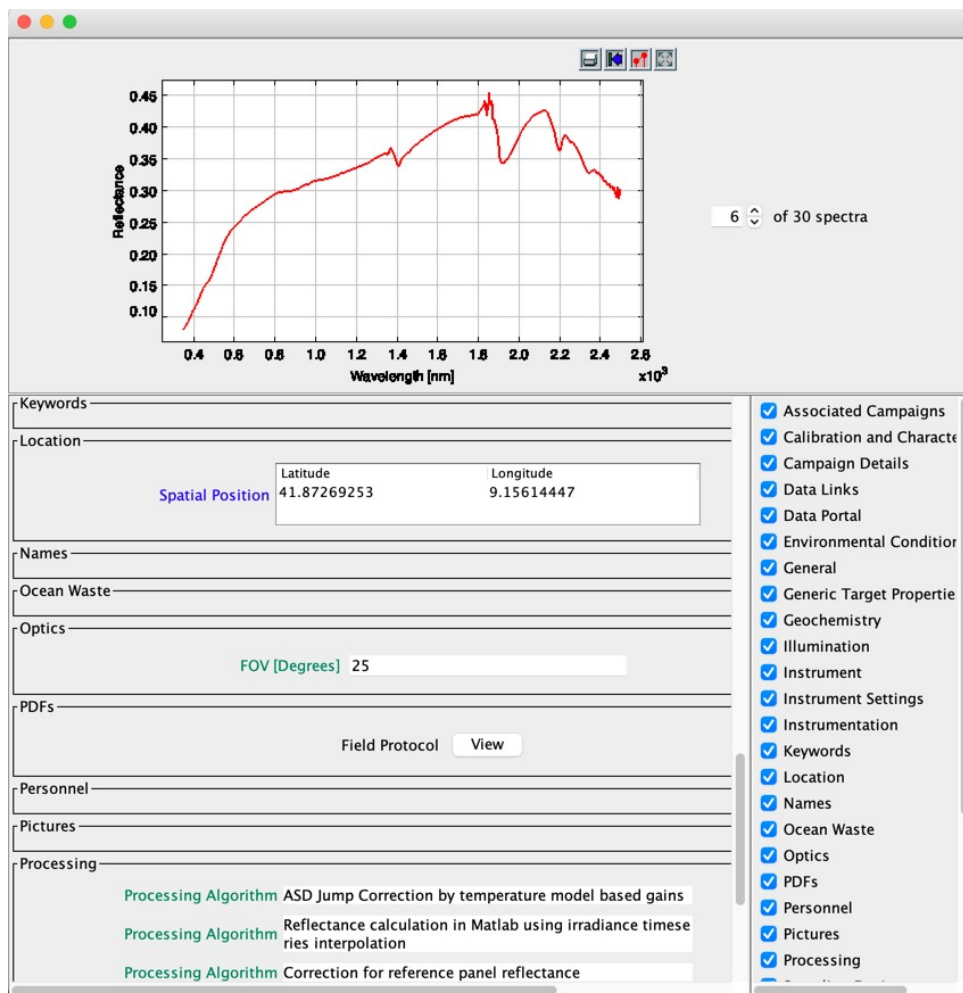 0.45
0.40
0.35
0.30
0.25
0.20
0.15
0.10
Reflectance
0.4 0.6 0.8 1.0 1.2 1.4 1.6 1.8 2.0 2.2 2.4 2.6
Wavelength [nm]
x10³
6 of 30 spectra
Keywords
Location
Latitude Longitude
Spatial Position 41.87269253 9.15614447
Names
Ocean Waste
Optics
FOV [Degrees] 25
PDFs
Field Protocol View
Personnel
Pictures
Processing
Processing Algorithm ASD Jump Correction by temperature model based gains
Processing Algorithm Reflectance calculation in Matlab using irradiance timese
ries interpolation
Processing Algorithm Correction for reference panel reflectance
Associated Campaigns
Calibration and Characte
Campaign Details
Data Links
Data Portal
Environmental Condition
General
Generic Target Propertie
Geochemistry
Illumination
Instrument
Instrument Settings
Instrumentation
Keywords
Location
Names
Ocean Waste
Optics
PDFs
Personnel
Pictures
Processing